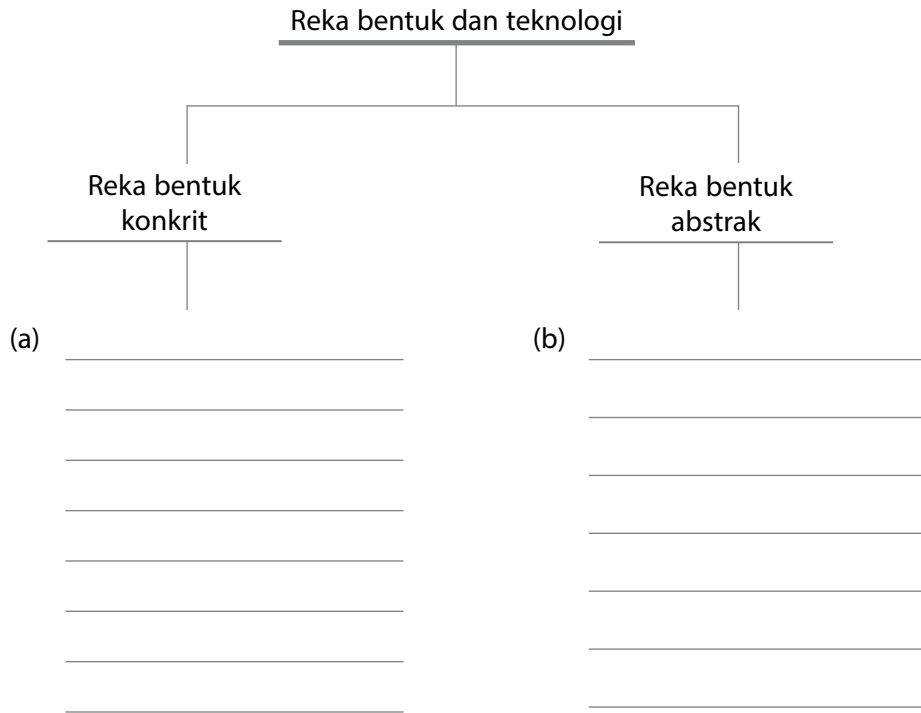 Reka bentuk dan teknologi
Reka bentuk
konkrit
Reka bentuk
abstrak
(a)
(b)